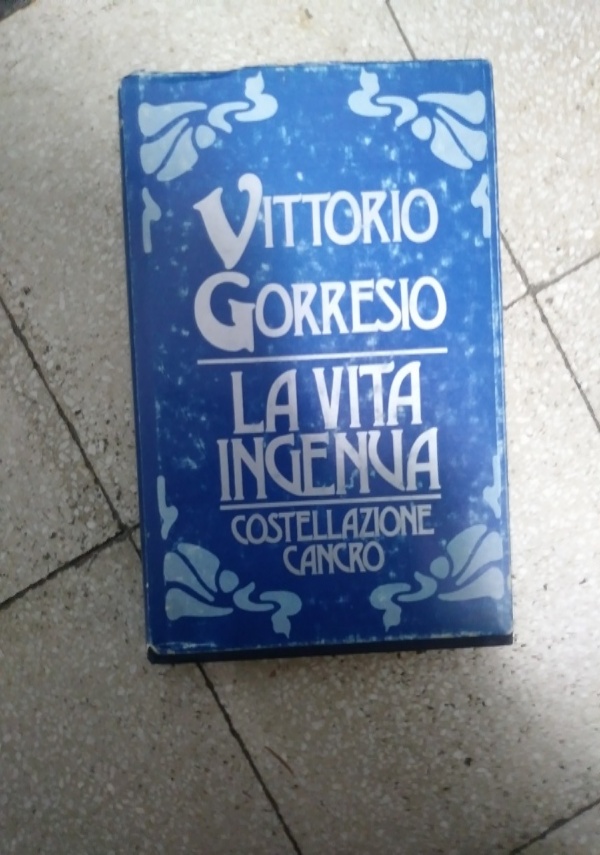 VITTORIO
GORRESIO
LA VITA
INGENUA
COSTELLAZIONE
CANCRO